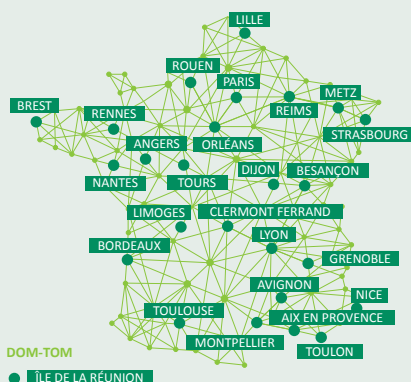 LILLE
ROUEN
PARIS
METZ
BREST
RENNES
REIMS
STRASBOURG
ANGERS
ORLÉANS
DIJON
BESANÇON
NANTES
TOURS
LIMOGES
CLERMONT FERRAND
LYON
BORDEAUX
GRENOBLE
AVIGNON
NICE
TOULOUSE
AIX EN PROVENCE
MONTPELLIER
TOULON
DOM-TOM
ÎLE DE LA RÉUNION